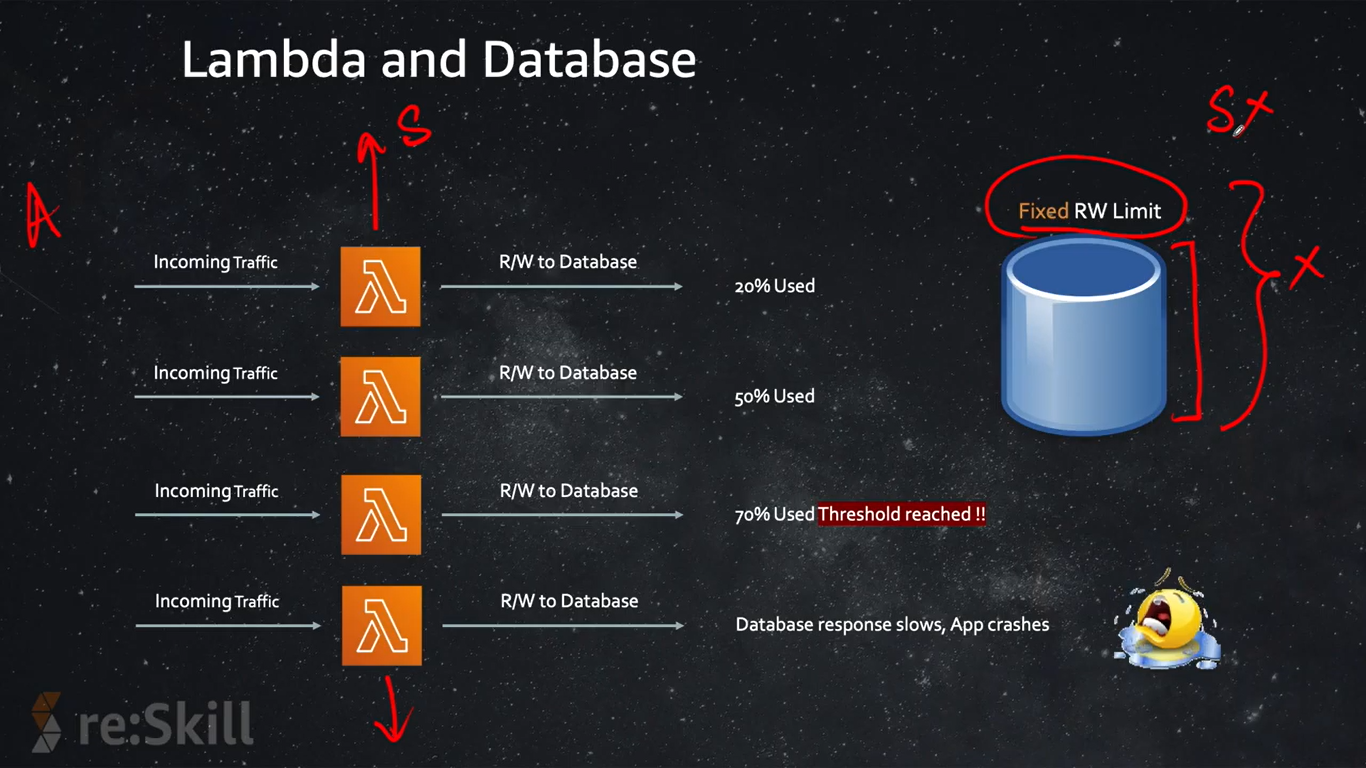 Lambda and Database
S
S X
A
Fixed RW Limit
X
Incoming Traffic
R/W to Database
20% Used
Incoming Traffic
R/W to Database
50% Used
Incoming Traffic
R/W to Database
70% Used Threshold reached !!
Incoming Traffic
R/W to Database
Database response slows, App crashes
re:Skill